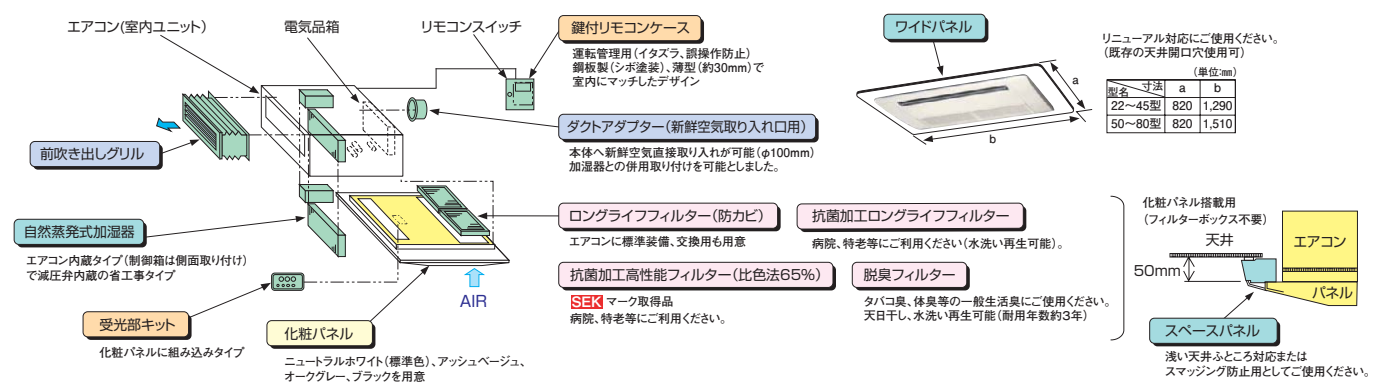 エアコン(室内ユニット)
電気品箱
リモコンスイッチ
鍵付リモコンケース
運転管理用(イタズラ、誤操作防止)
鋼板製(シボ塗装)、薄型(約30mm)で
室内にマッチしたデザイン
ダクトアダプター(新鮮空気取り入れ口用)
本体へ新鮮空気直接取り入れが可能(φ100mm)
加湿器との併用取り付けを可能としました。
前吹き出しグリル
自然蒸発式加湿器
エアコン内蔵タイプ(制御箱は側面取り付け)
で減圧弁内蔵の省工事タイプ
受光部キット
化粧パネルに組み込みタイプ
AIR
化粧パネル
ニュートラルホワイト(標準色)、アッシュベージュ、
オークグレー、ブラックを用意
ロングライフフィルター(防カビ)
エアコンに標準装備、交換用も用意
抗菌加工ロングライフフィルター
病院、特老等にご利用ください(水洗い再生可能)。
抗菌加工高性能フィルター(比色法65%)
SEK マーク取得品
病院、特老等にご利用ください。
脱臭フィルター
タバコ臭、体臭等の一般生活臭にご使用ください。
天日干し、水洗い再生可能(耐用年数約3年)
ワイドパネル
a
b
リニューアル対応にご使用ください。
(既存の天井開口穴使用可)
(単位:mm)
型名 寸法 a b
22〜45型 820 1,290
50〜80型 820 1,510
化粧パネル搭載用
(フィルターボックス不要)
天井
エアコン
50mm
パネル
スペースパネル
浅い天井ふところ対応または
スマッジング防止用としてご使用ください。